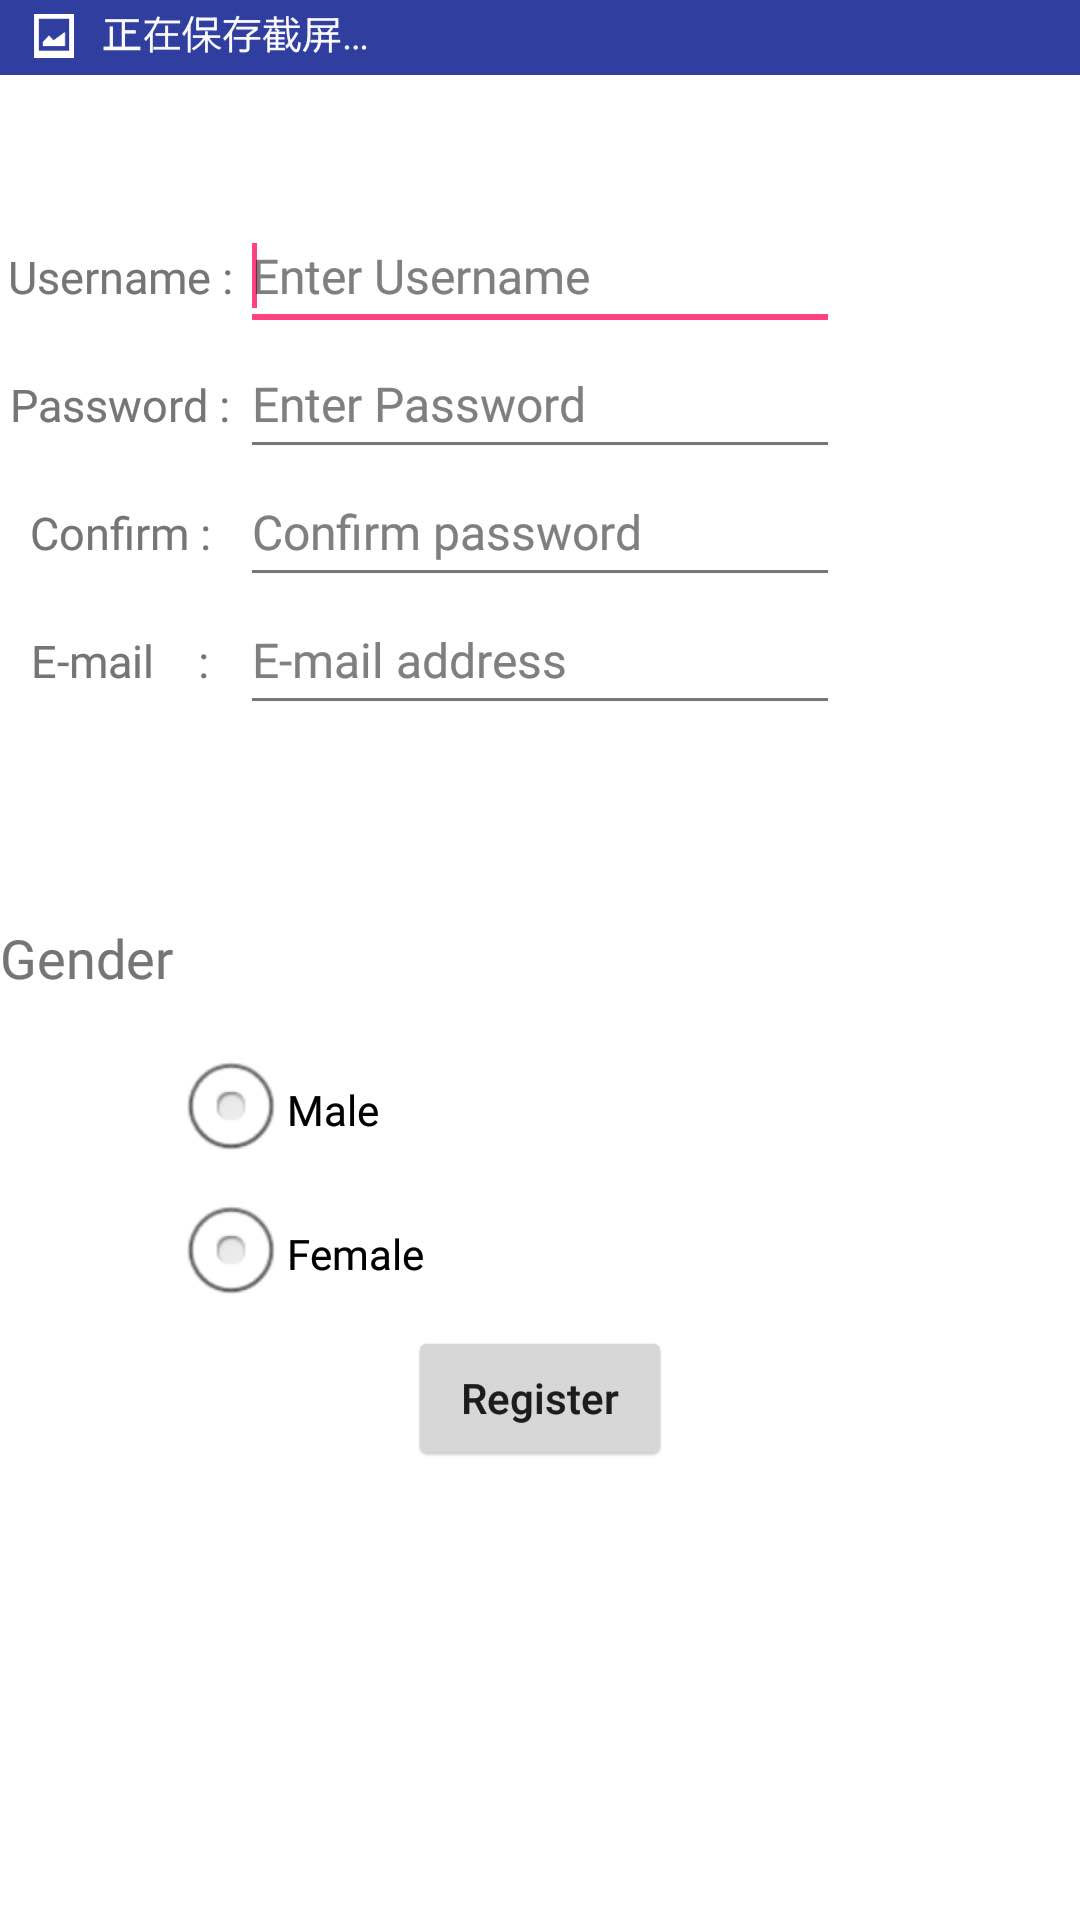 正在保存截屏...
Username : Enter Username
Password : Enter Password
Confirm : Confirm password
E-mail : E-mail address
Gender
Male
Female
Register